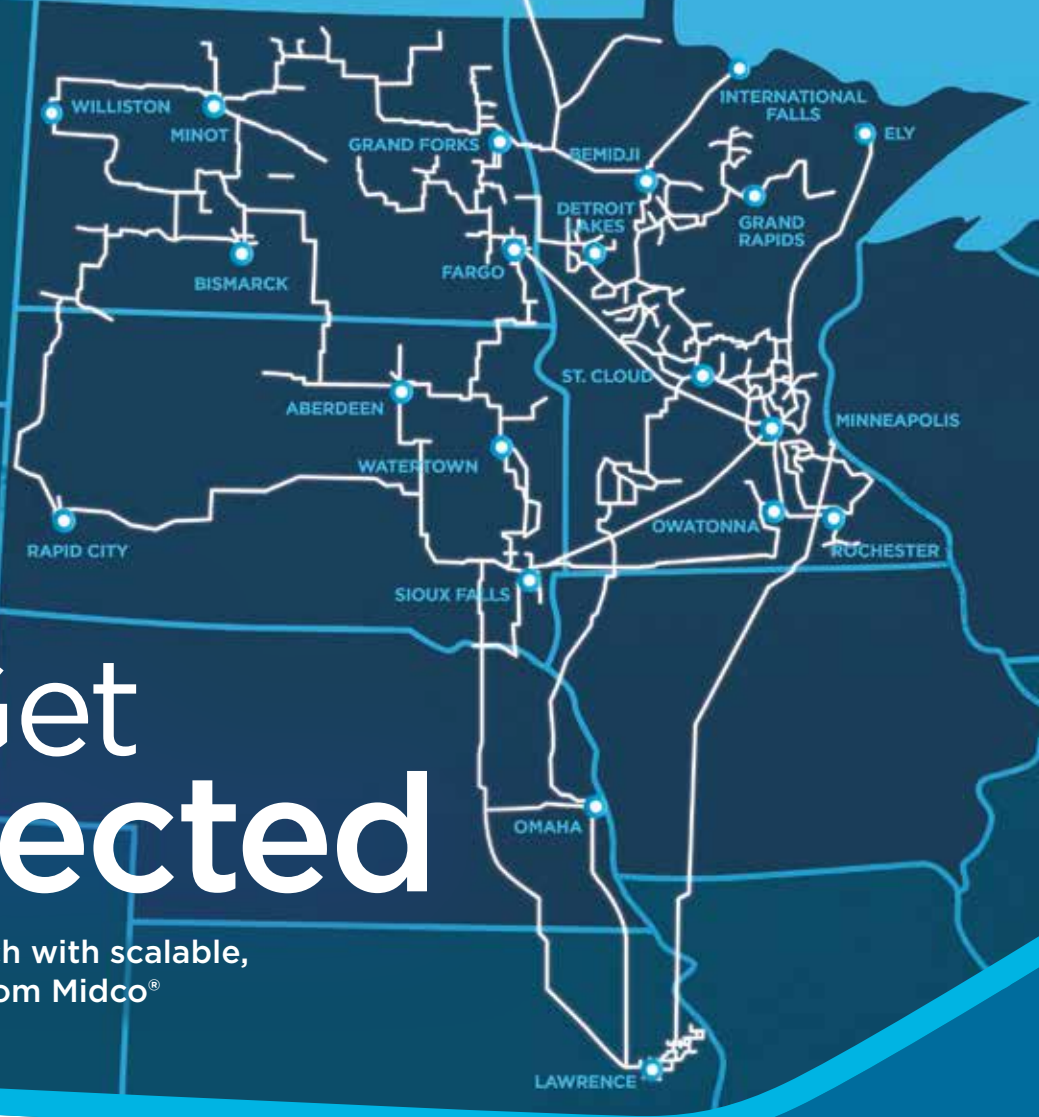 WILLISTON
MINOT
GRAND FORKS
BEMIDJI
INTERNATIONAL
FALLS
ELY
DETROIT
LAKES
GRAND
RAPIDS
FARGO
BISMARCK
ST. CLOUD
ABERDEEN
MINNEAPOLIS
WATERTOWN
OWATONNA
ROCHESTER
RAPID CITY
SIOUX FALLS
Get
ected
OMAHA
h with scalable,
om Midco®
LAWRENCE